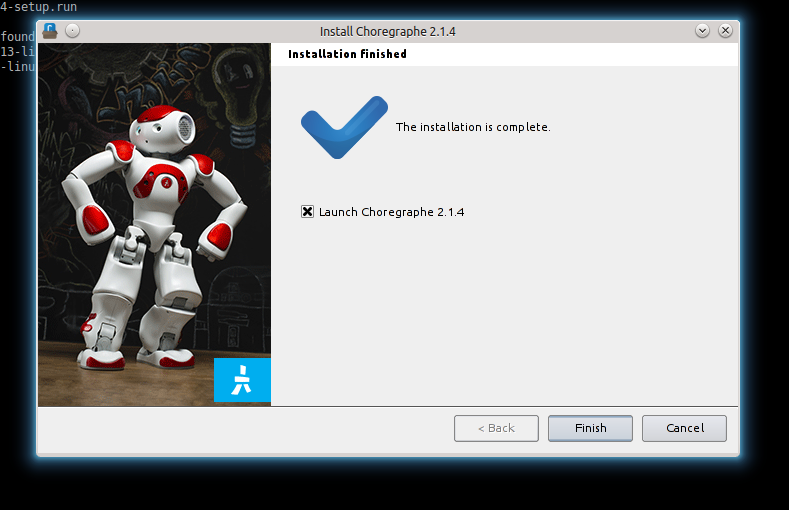 4-setup.run
found
13-li
-linu
Install Choregraphe 2.1.4
Installation finished
The installation is complete.
Launch Choregraphe 2.1.4
< Back
Finish
Cancel